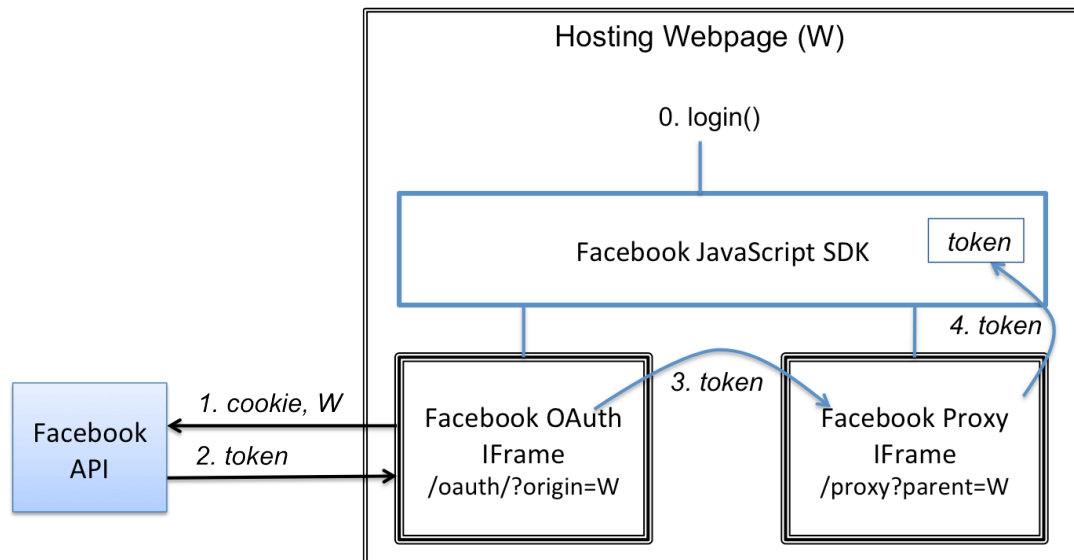 Hosting Webpage (W)
0. login()
Facebook JavaScript SDK
token
4. token
3. token
1. cookie, W
2. token
Facebook
API
Facebook OAuth
IFrame
/oauth/?origin=W
Facebook Proxy
IFrame
/proxy?parent=W